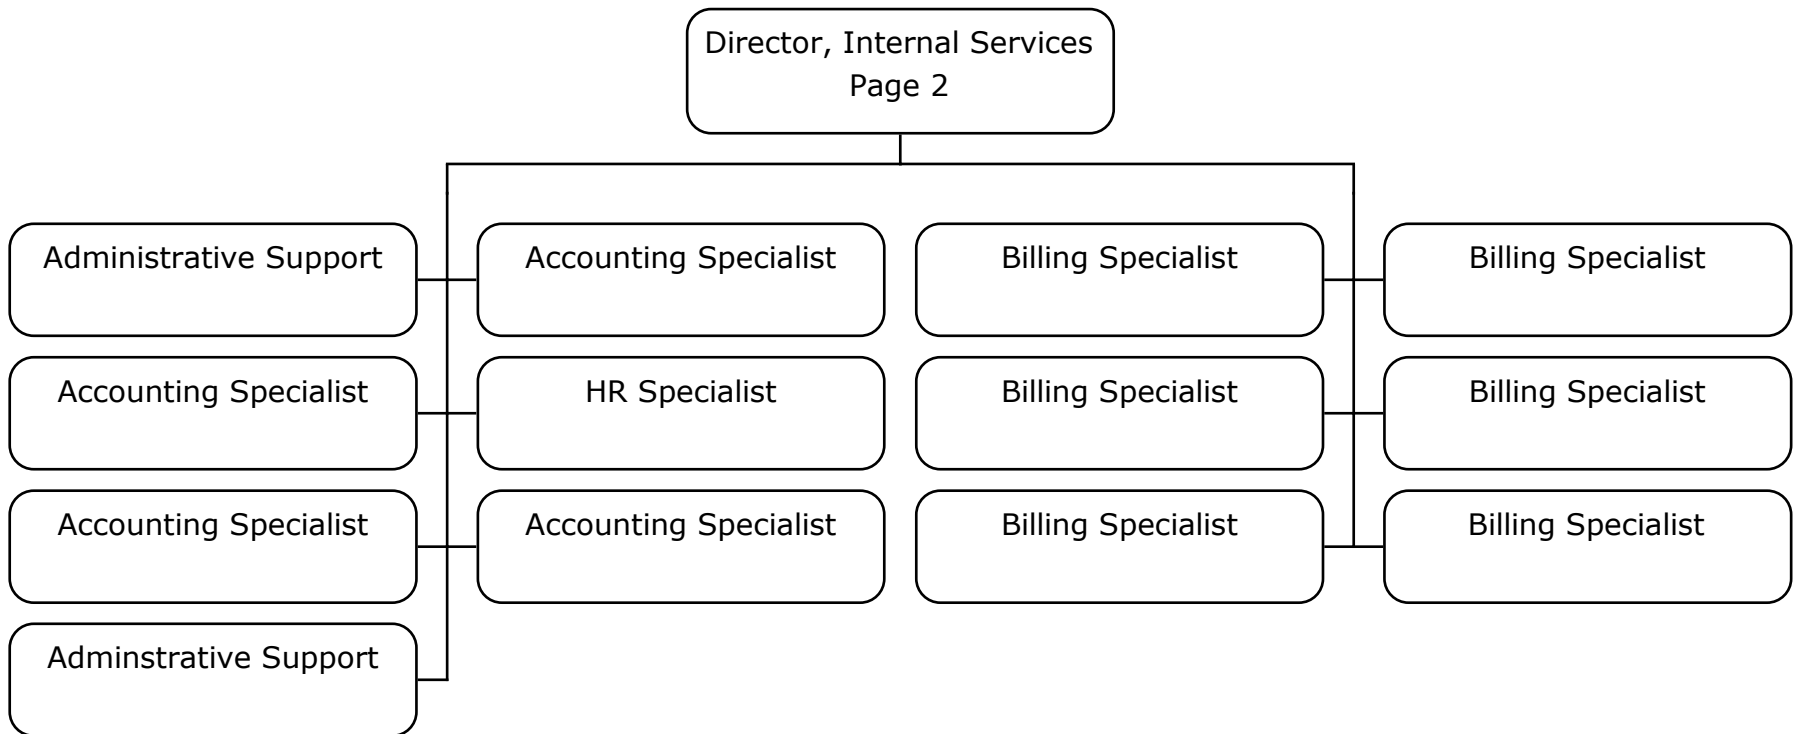 Director, Internal Services
Page 2
Administrative Support
Accounting Specialist
Billing Specialist
Billing Specialist
Accounting Specialist
HR Specialist
Billing Specialist
Billing Specialist
Accounting Specialist
Accounting Specialist
Billing Specialist
Billing Specialist
Adminstrative Support